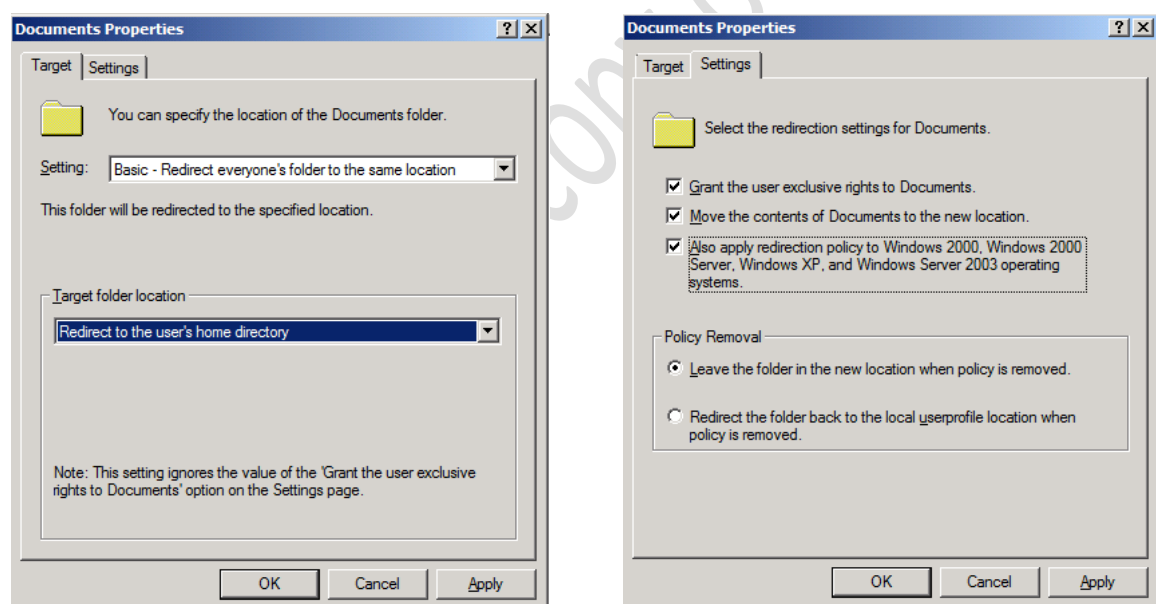 Documents Properties
Target Settings
You can specify the location of the Documents folder.
Setting: Basic - Redirect everyone's folder to the same location
This folder will be redirected to the specified location.
Target folder location
Redirect to the user's home directory
Note: This setting ignores the value of the 'Grant the user exclusive
rights to Documents' option on the Settings page.
OK Cancel Apply
Documents Properties
Target Settings
Select the redirection settings for Documents.
Grant the user exclusive rights to Documents.
Move the contents of Documents to the new location.
Also apply redirection policy to Windows 2000, Windows 2000
Server, Windows XP, and Windows Server 2003 operating
systems.
Policy Removal
Leave the folder in the new location when policy is removed.
Redirect the folder back to the local userprofile location when
policy is removed.
OK Cancel Apply